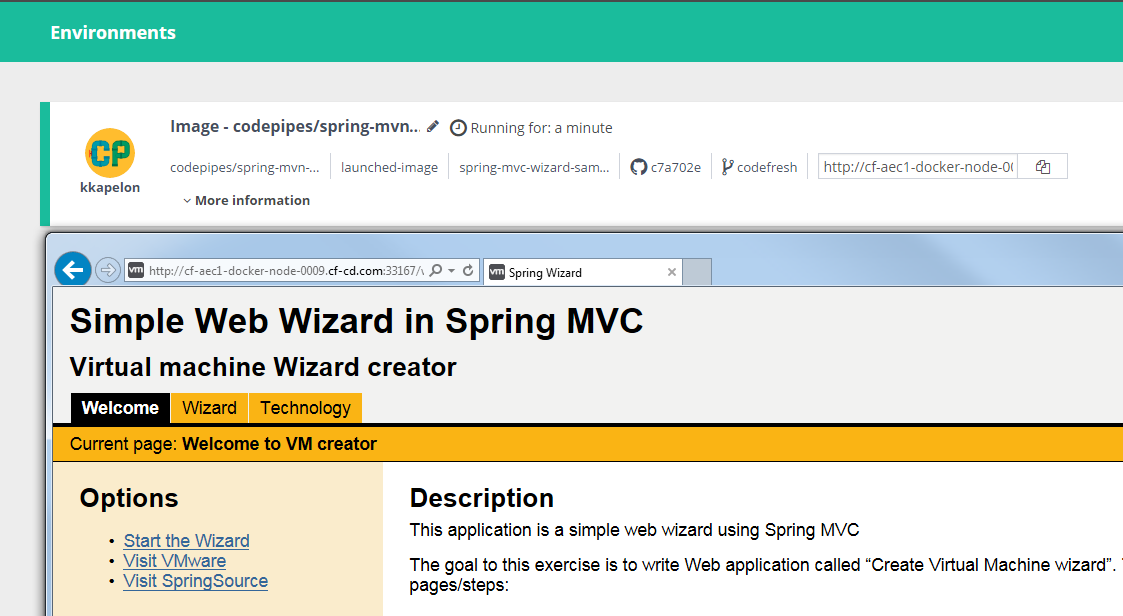 Environments
Image - codepipes/spring-mvn... Running for: a minute
CP
kkapelon
codepipes/spring-mvn-... launched-image spring-mvc-wizard-sam... c7a702e codefresh http://cf-aec1-docker-node-00
More information
vm http://cf-aec1-docker-node-0009.cf-cd.com:33167/ vm Spring Wizard
Simple Web Wizard in Spring MVC
Virtual machine Wizard creator
Welcome Wizard Technology
Current page: Welcome to VM creator
Options
Start the Wizard
Visit VMware
Visit SpringSource
Description
This application is a simple web wizard using Spring MVC
The goal to this exercise is to write Web application called “Create Virtual Machine wizard”.
pages/steps: